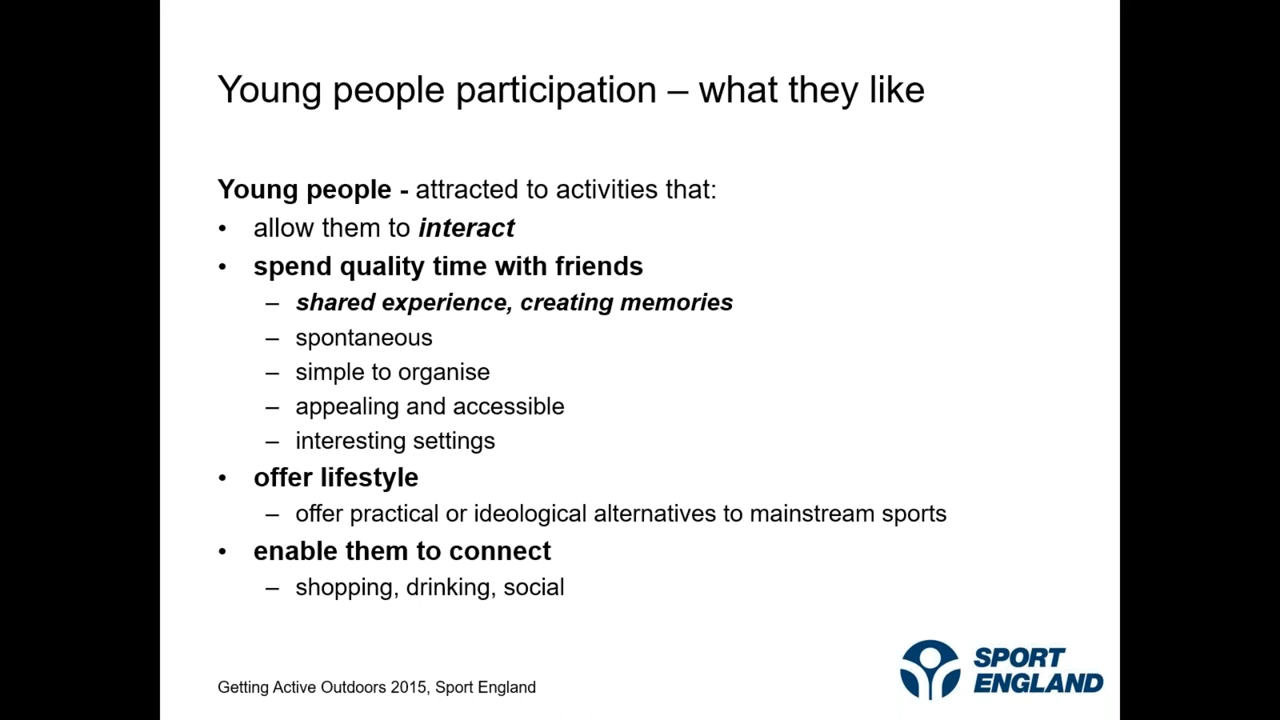 Young people participation – what they like
Young people - attracted to activities that:
• allow them to interact
• spend quality time with friends
– shared experience, creating memories
– spontaneous
– simple to organise
– appealing and accessible
– interesting settings
• offer lifestyle
– offer practical or ideological alternatives to mainstream sports
• enable them to connect
– shopping, drinking, social
SPORT
ENGLAND
Getting Active Outdoors 2015, Sport England